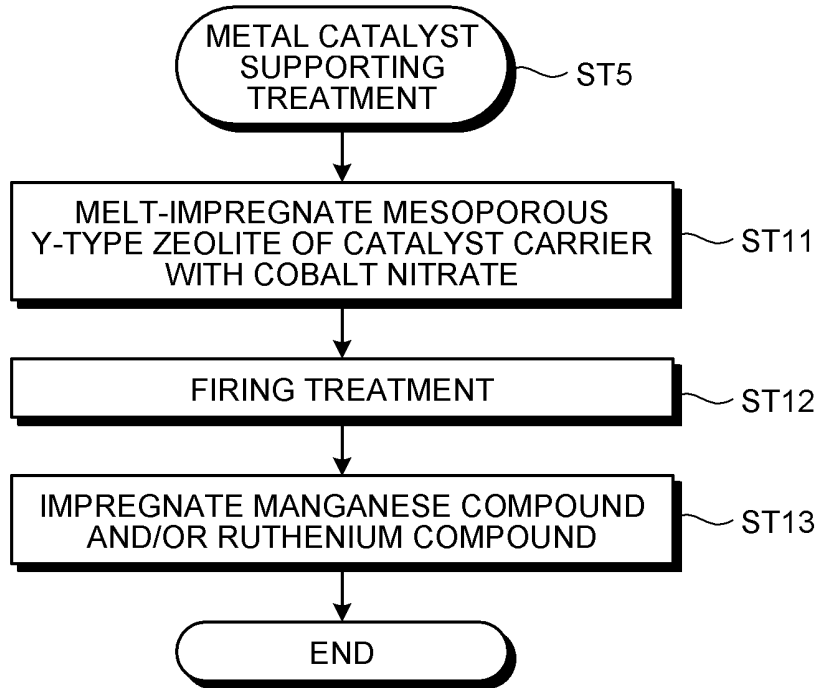 METAL CATALYST
SUPPORTING
TREATMENT
ST5
MELT-IMPREGNATE MESOPOROUS
Y-TYPE ZEOLITE OF CATALYST CARRIER
WITH COBALT NITRATE
ST11
FIRING TREATMENT
ST12
IMPREGNATE MANGANESE COMPOUND
AND/OR RUTHENIUM COMPOUND
ST13
END